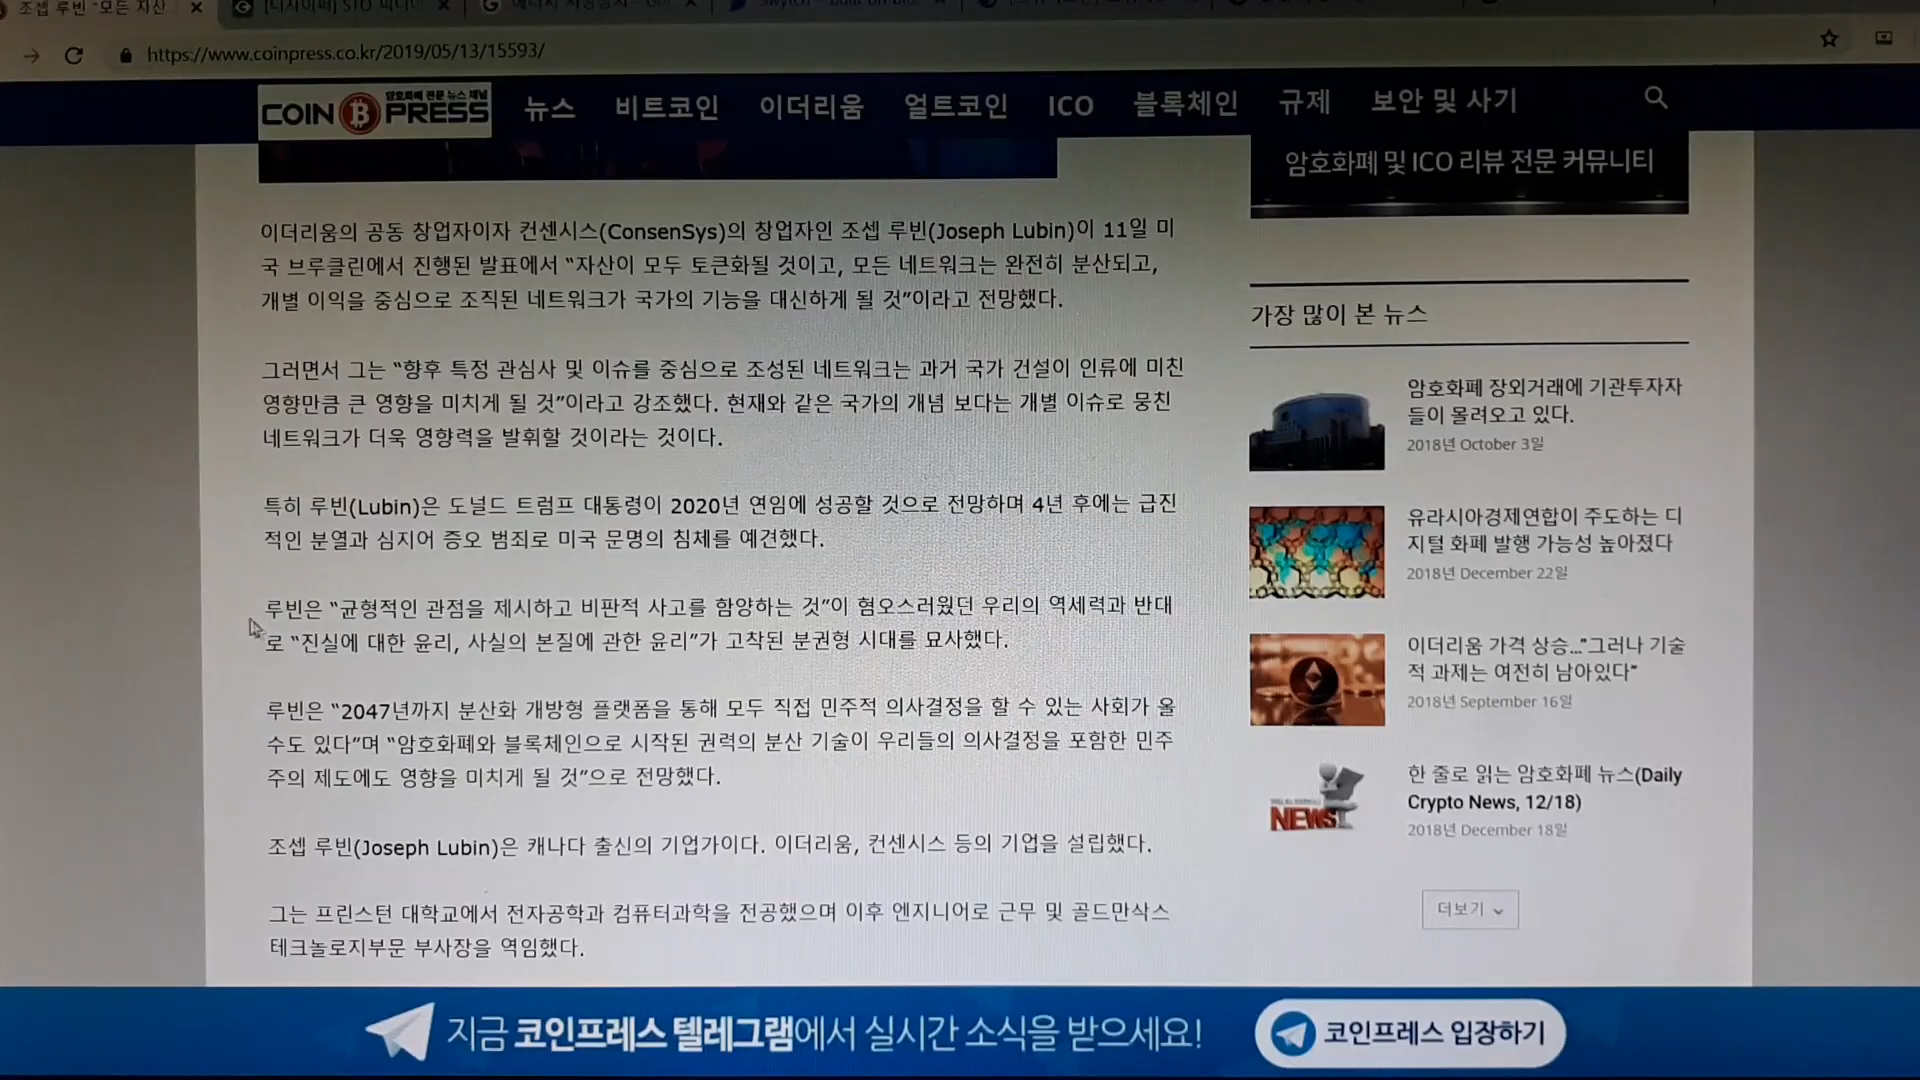 조셉 루빈 "모든 자산
https://www.coinpress.co.kr/2019/05/13/15593/
COIN PRESS
암호화폐 전문 뉴스 채널
뉴스 비트코인 이더리움 얼트코인 ICO 블록체인 규제 보안 및 사기
암호화폐 및 ICO 리뷰 전문 커뮤니티
이더리움의 공동 창업자이자 컨센시스(ConsenSys)의 창업자인 조셉 루빈(Joseph Lubin)이 11일 미
국 브루클린에서 진행된 발표에서 “자산이 모두 토큰화될 것이고, 모든 네트워크는 완전히 분산되고,
개별 이익을 중심으로 조직된 네트워크가 국가의 기능을 대신하게 될 것”이라고 전망했다.
그러면서 그는 “향후 특정 관심사 및 이슈를 중심으로 조성된 네트워크는 과거 국가 건설이 인류에 미친
영향만큼 큰 영향을 미치게 될 것”이라고 강조했다. 현재와 같은 국가의 개념 보다는 개별 이슈로 뭉친
네트워크가 더욱 영향력을 발휘할 것이라는 것이다.
특히 루빈(Lubin)은 도널드 트럼프 대통령이 2020년 연임에 성공할 것으로 전망하며 4년 후에는 급진
적인 분열과 심지어 증오 범죄로 미국 문명의 침체를 예견했다.
루빈은 “균형적인 관점을 제시하고 비판적 사고를 함양하는 것”이 혐오스러웠던 우리의 역세력과 반대
로 “진실에 대한 윤리, 사실의 본질에 관한 윤리”가 고착된 분권형 시대를 묘사했다.
루빈은 “2047년까지 분산화 개방형 플랫폼을 통해 모두 직접 민주적 의사결정을 할 수 있는 사회가 올
수도 있다”며 “암호화폐와 블록체인으로 시작된 권력의 분산 기술이 우리들의 의사결정을 포함한 민주
주의 제도에도 영향을 미치게 될 것”으로 전망했다.
조셉 루빈(Joseph Lubin)은 캐나다 출신의 기업가이다. 이더리움, 컨센시스 등의 기업을 설립했다.
그는 프린스턴 대학교에서 전자공학과 컴퓨터과학을 전공했으며 이후 엔지니어로 근무 및 골드만삭스
테크놀로지부문 부사장을 역임했다.
가장 많이 본 뉴스
암호화폐 장외거래에 기관투자자
들이 몰려오고 있다.
2018년 October 3일
유라시아경제연합이 주도하는 디
지털 화폐 발행 가능성 높아졌다
2018년 December 22일
이더리움 가격 상승…”그러나 기술
적 과제는 여전히 남아있다”
2018년 September 16일
NEWS
한 줄로 읽는 암호화폐 뉴스(Daily
Crypto News, 12/18)
2018년 December 18일
더보기
지금 코인프레스 텔레그램에서 실시간 소식을 받으세요!
코인프레스 입장하기